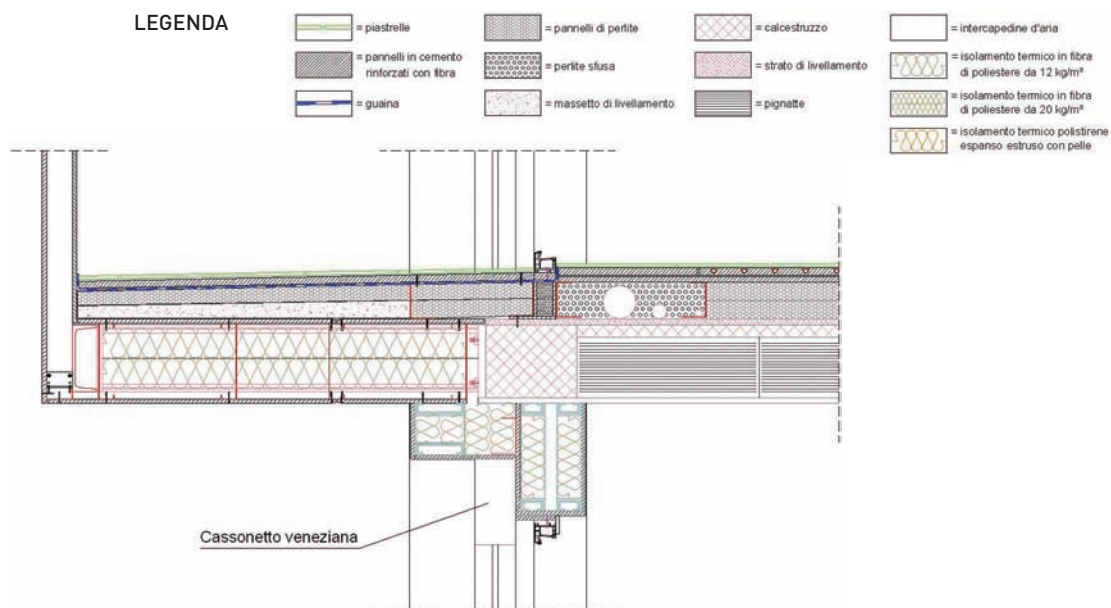 LEGENDA
= piastrelle
= pannelli in cemento
rinforzati con fibra
= guaina
= pannelli di perlite
= perlite sfusa
= massetto di livellamento
= calcestruzzo
= strato di livellamento
= pignatte
= intercapedine d'aria
= isolamento termico in fibra
di poliestere da 12 kg/m³
= isolamento termico in fibra
di poliestere da 20 kg/m³
= isolamento termico polistirene
espanso estruso con pelle
Cassonetto veneziana